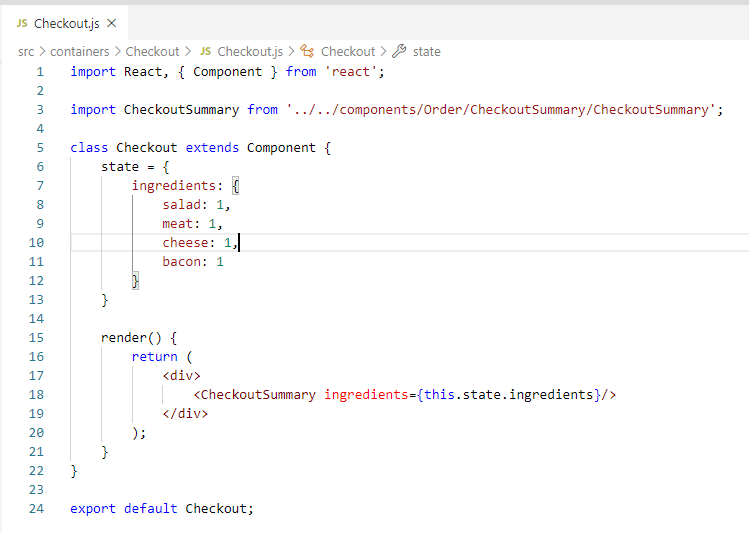 JS Checkout.js ×
src > containers > Checkout > JS Checkout.js > Checkout > state
1 import React, { Component } from 'react';
2
3 import CheckoutSummary from '../../components/Order/CheckoutSummary/CheckoutSummary';
4
5 class Checkout extends Component {
6     state = {
7         ingredients: {
8             salad: 1,
9             meat: 1,
10             cheese: 1,
11             bacon: 1
12         }
13     }
14
15     render() {
16         return (
17             <div>
18                 <CheckoutSummary ingredients={this.state.ingredients}/>
19             </div>
20         );
21     }
22 }
23
24 export default Checkout;